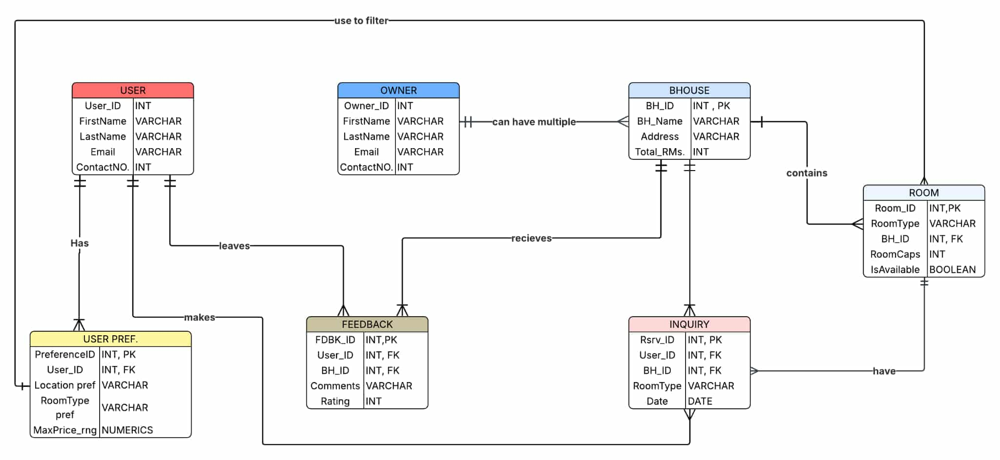 use to filter
USER
User_ID INT
FirstName VARCHAR
LastName VARCHAR
Email VARCHAR
ContactNO. INT
OWNER
Owner_ID INT
FirstName VARCHAR
LastName VARCHAR
Email VARCHAR
ContactNO. INT
can have multiple
BHOUSE
BH_ID INT , PK
BH_Name VARCHAR
Address VARCHAR
Total_RMs. INT
contains
ROOM
Room_ID INT,PK
RoomType VARCHAR
BH_ID INT, FK
RoomCaps INT
IsAvailable BOOLEAN
Has
leaves
recieves
makes
USER PREF.
PreferenceID INT, PK
User_ID INT, FK
Location pref VARCHAR
RoomType
pref VARCHAR
MaxPrice_rng NUMERICS
FEEDBACK
FDBK_ID INT,PK
User_ID INT, FK
BH_ID INT, FK
Comments VARCHAR
Rating INT
INQUIRY
Rsrv_ID INT, PK
User_ID INT, FK
BH_ID INT, FK
RoomType VARCHAR
Date DATE
have